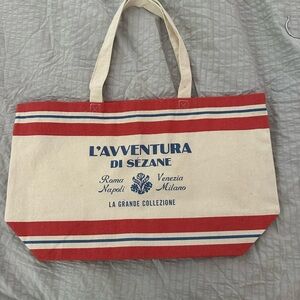 L'AVVENTURA
DI SÉZANE
Roma Venezia
Napoli Milano
LA GRANDE COLLEZIONE